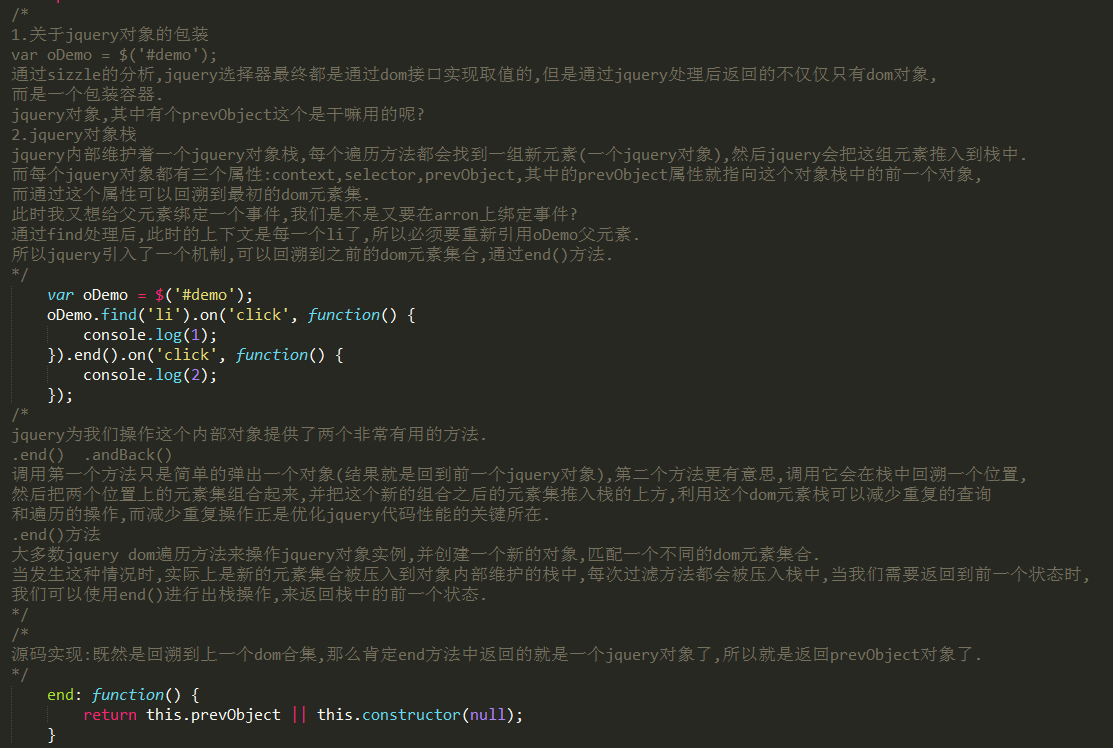 /*
1.关于jquery对象的包装
var oDemo = $('#demo');
通过sizzle的分析,jquery选择器最终都是通过dom接口实现取值的,但是通过jquery处理后返回的不仅仅只有dom对象,
而是一个包装容器.
jquery对象,其中有个prevObject这个是干嘛用的呢?
2.jquery对象栈
jquery内部维护着一个jquery对象栈,每个遍历方法都会找到一组新元素(一个jquery对象),然后jquery会把这组元素推入到栈中.
而每个jquery对象都有三个属性:context,selector,prevObject,其中的prevObject属性就指向这个对象栈中的前一个对象,
而通过这个属性可以回溯到最初的dom元素集.
此时我又想给父元素绑定一个事件,我们是不是又要在arron上绑定事件?
通过find处理后,此时的上下文是每一个li了,所以必须要重新引用oDemo父元素.
所以jquery引入了一个机制,可以回溯到之前的dom元素集合,通过end()方法.
*/
var oDemo = $('#demo');
oDemo.find('li').on('click', function() {
console.log(1);
}).end().on('click', function() {
console.log(2);
});
/*
jquery为我们操作这个内部对象提供了两个非常有用的方法.
.end()  .andBack()
调用第一个方法只是简单的弹出一个对象(结果就是回到前一个jquery对象),第二个方法更有意思,调用它会在栈中回溯一个位置,
然后把两个位置上的元素集组合起来,并把这个新的组合之后的元素集推入栈的上方,利用这个dom元素栈可以减少重复的查询
和遍历的操作,而减少重复操作正是优化jquery代码性能的关键所在.
.end()方法
大多数jquery dom遍历方法来操作jquery对象实例,并创建一个新的对象,匹配一个不同的dom元素集合.
当发生这种情况时,实际上是新的元素集合被压入到对象内部维护的栈中,每次过滤方法都会被压入栈中,当我们需要返回到前一个状态时,
我们可以使用end()进行出栈操作,来返回栈中的前一个状态.
*/
/*
源码实现:既然是回溯到上一个dom合集,那么肯定end方法中返回的就是一个jquery对象了,所以就是返回prevObject对象了.
*/
end: function() {
return this.prevObject || this.constructor(null);
}